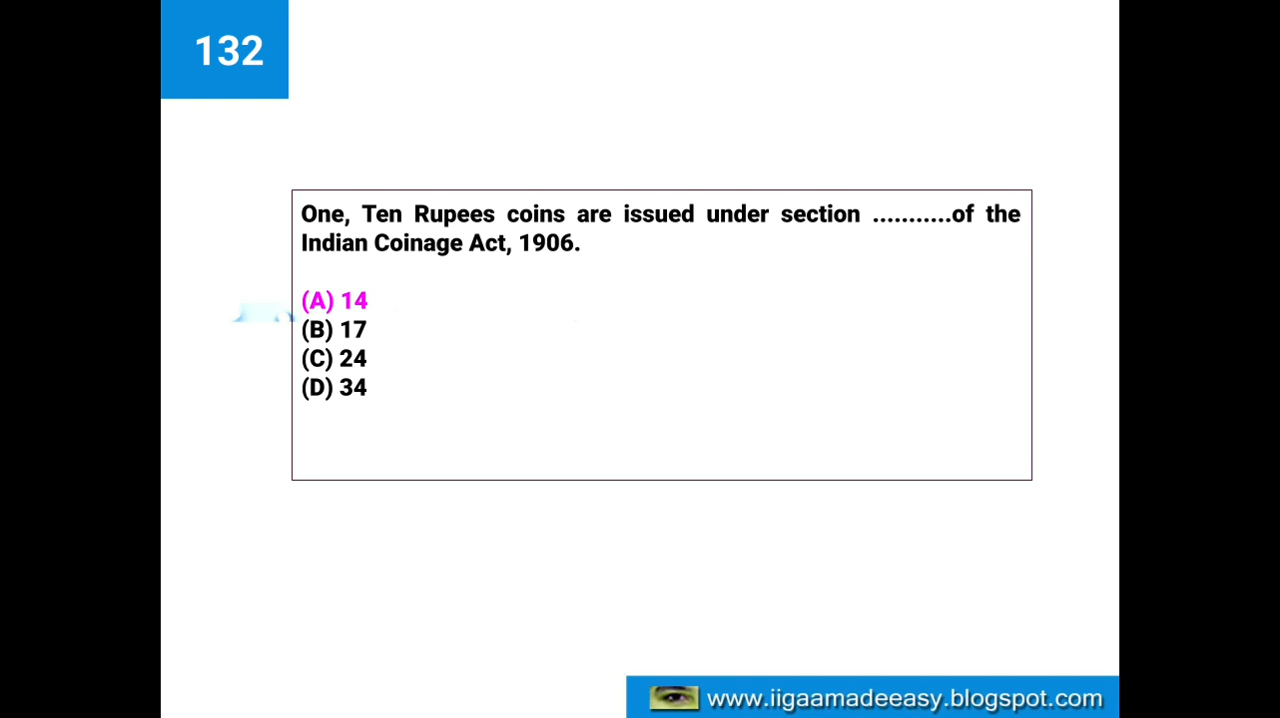 132
One, Ten Rupees coins are issued under section ...........of the
Indian Coinage Act, 1906.
(A) 14
(B) 17
(C) 24
(D) 34
www.iigaamadeeasy.blogspot.com